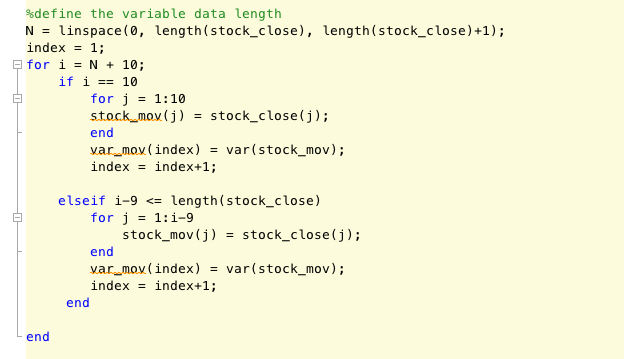 %define the variable data length
N = linspace(0, length(stock_close), length(stock_close)+1);
index = 1;
for i = N + 10;
    if i == 10
        for j = 1:10
        stock_mov(j) = stock_close(j);
        end
        var_mov(index) = var(stock_mov);
        index = index+1;
    elseif i-9 <= length(stock_close)
        for j = 1:i-9
            stock_mov(j) = stock_close(j);
        end
        var_mov(index) = var(stock_mov);
        index = index+1;
     end
end